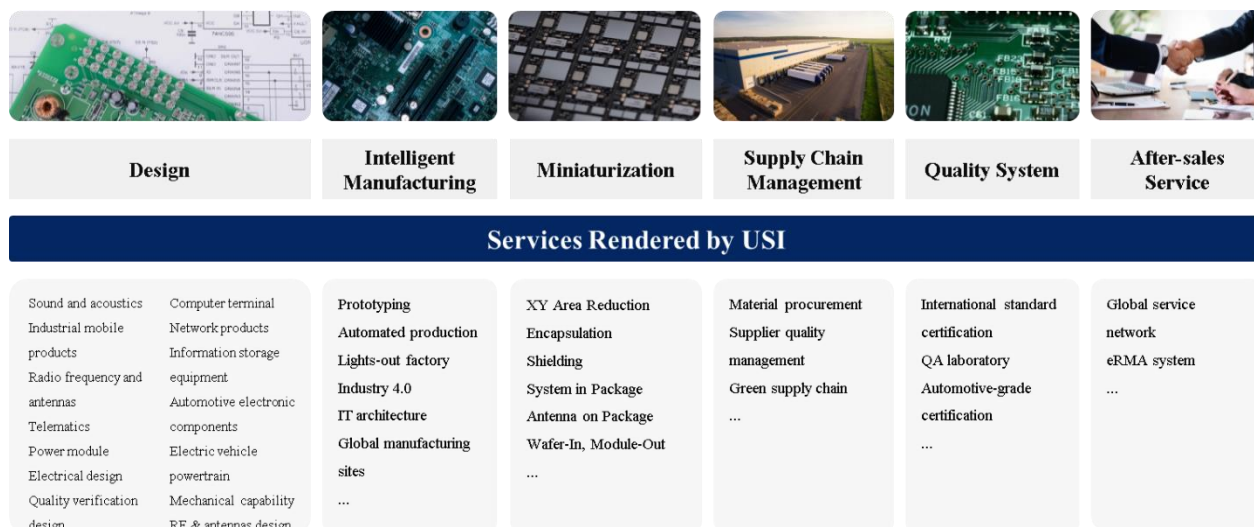 Design
Intelligent
Manufacturing
Miniaturization
Supply Chain
Management
Quality System
After-sales
Service
Services Rendered by USI
Sound and acoustics
Industrial mobile
products
Radio frequency and
antennas
Telematics
Power module
Electrical design
Quality verification
design
Computer terminal
Network products
Information storage
equipment
Automotive electronic
components
Electric vehicle
powertrain
Mechanical capability
RF & antennas design
Prototyping
Automated production
Lights-out factory
Industry 4.0
IT architecture
Global manufacturing
sites
...
XY Area Reduction
Encapsulation
Shielding
System in Package
Antenna on Package
Wafer-In, Module-Out
...
Material procurement
Supplier quality
management
Green supply chain
...
International standard
certification
QA laboratory
Automotive-grade
certification
...
Global service
network
eRMA system
...